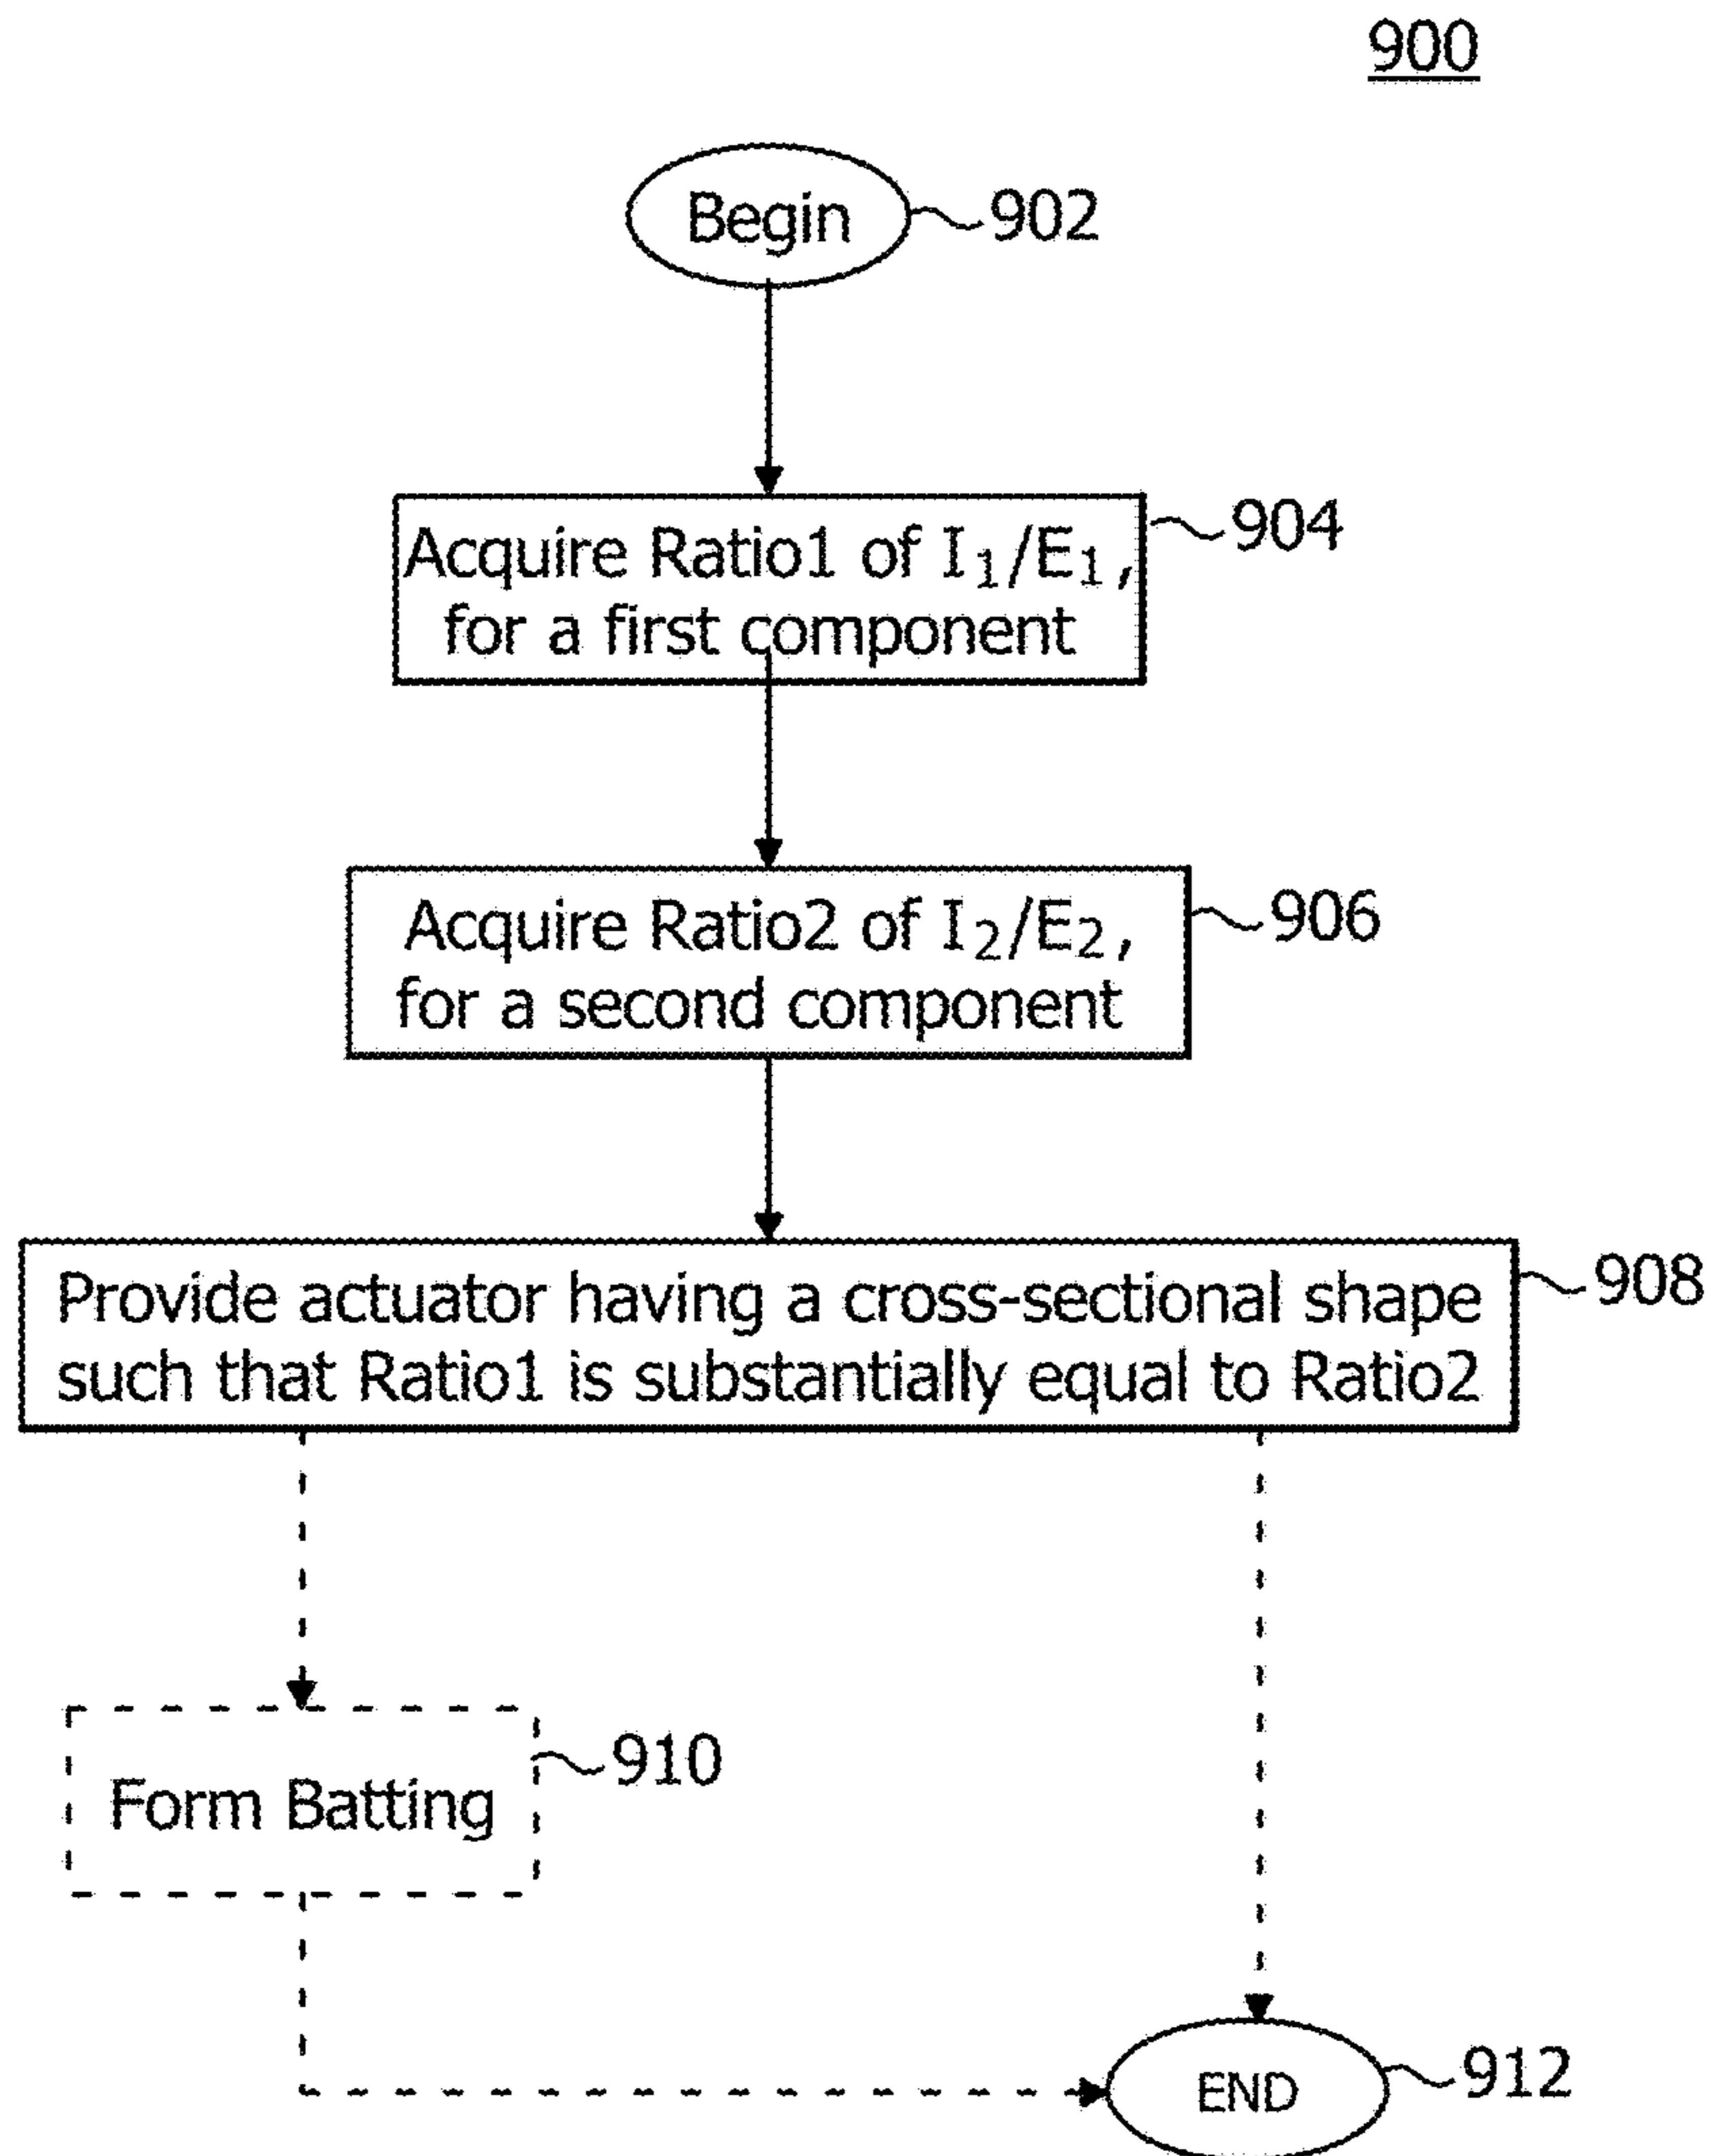 900
Begin
902
Acquire Ratio1 of I₁/E₁,
for a first component
904
Acquire Ratio2 of I₂/E₂,
for a second component
906
Provide actuator having a cross-sectional shape
such that Ratio1 is substantially equal to Ratio2
908
Form Batting
910
END
912